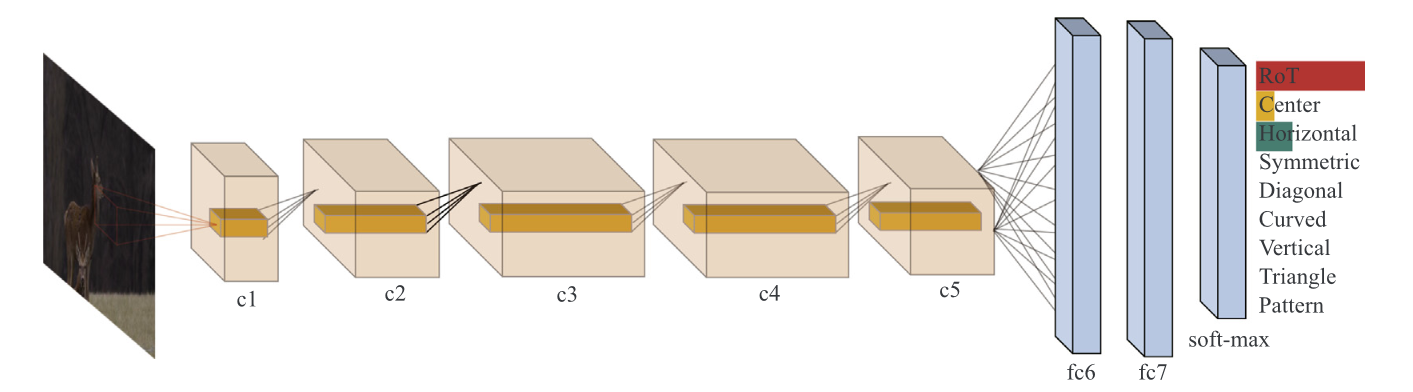 c1
c2
c3
c4
c5
fc6
fc7
soft-max
RoT
Center
Horizontal
Symmetric
Diagonal
Curved
Vertical
Triangle
Pattern